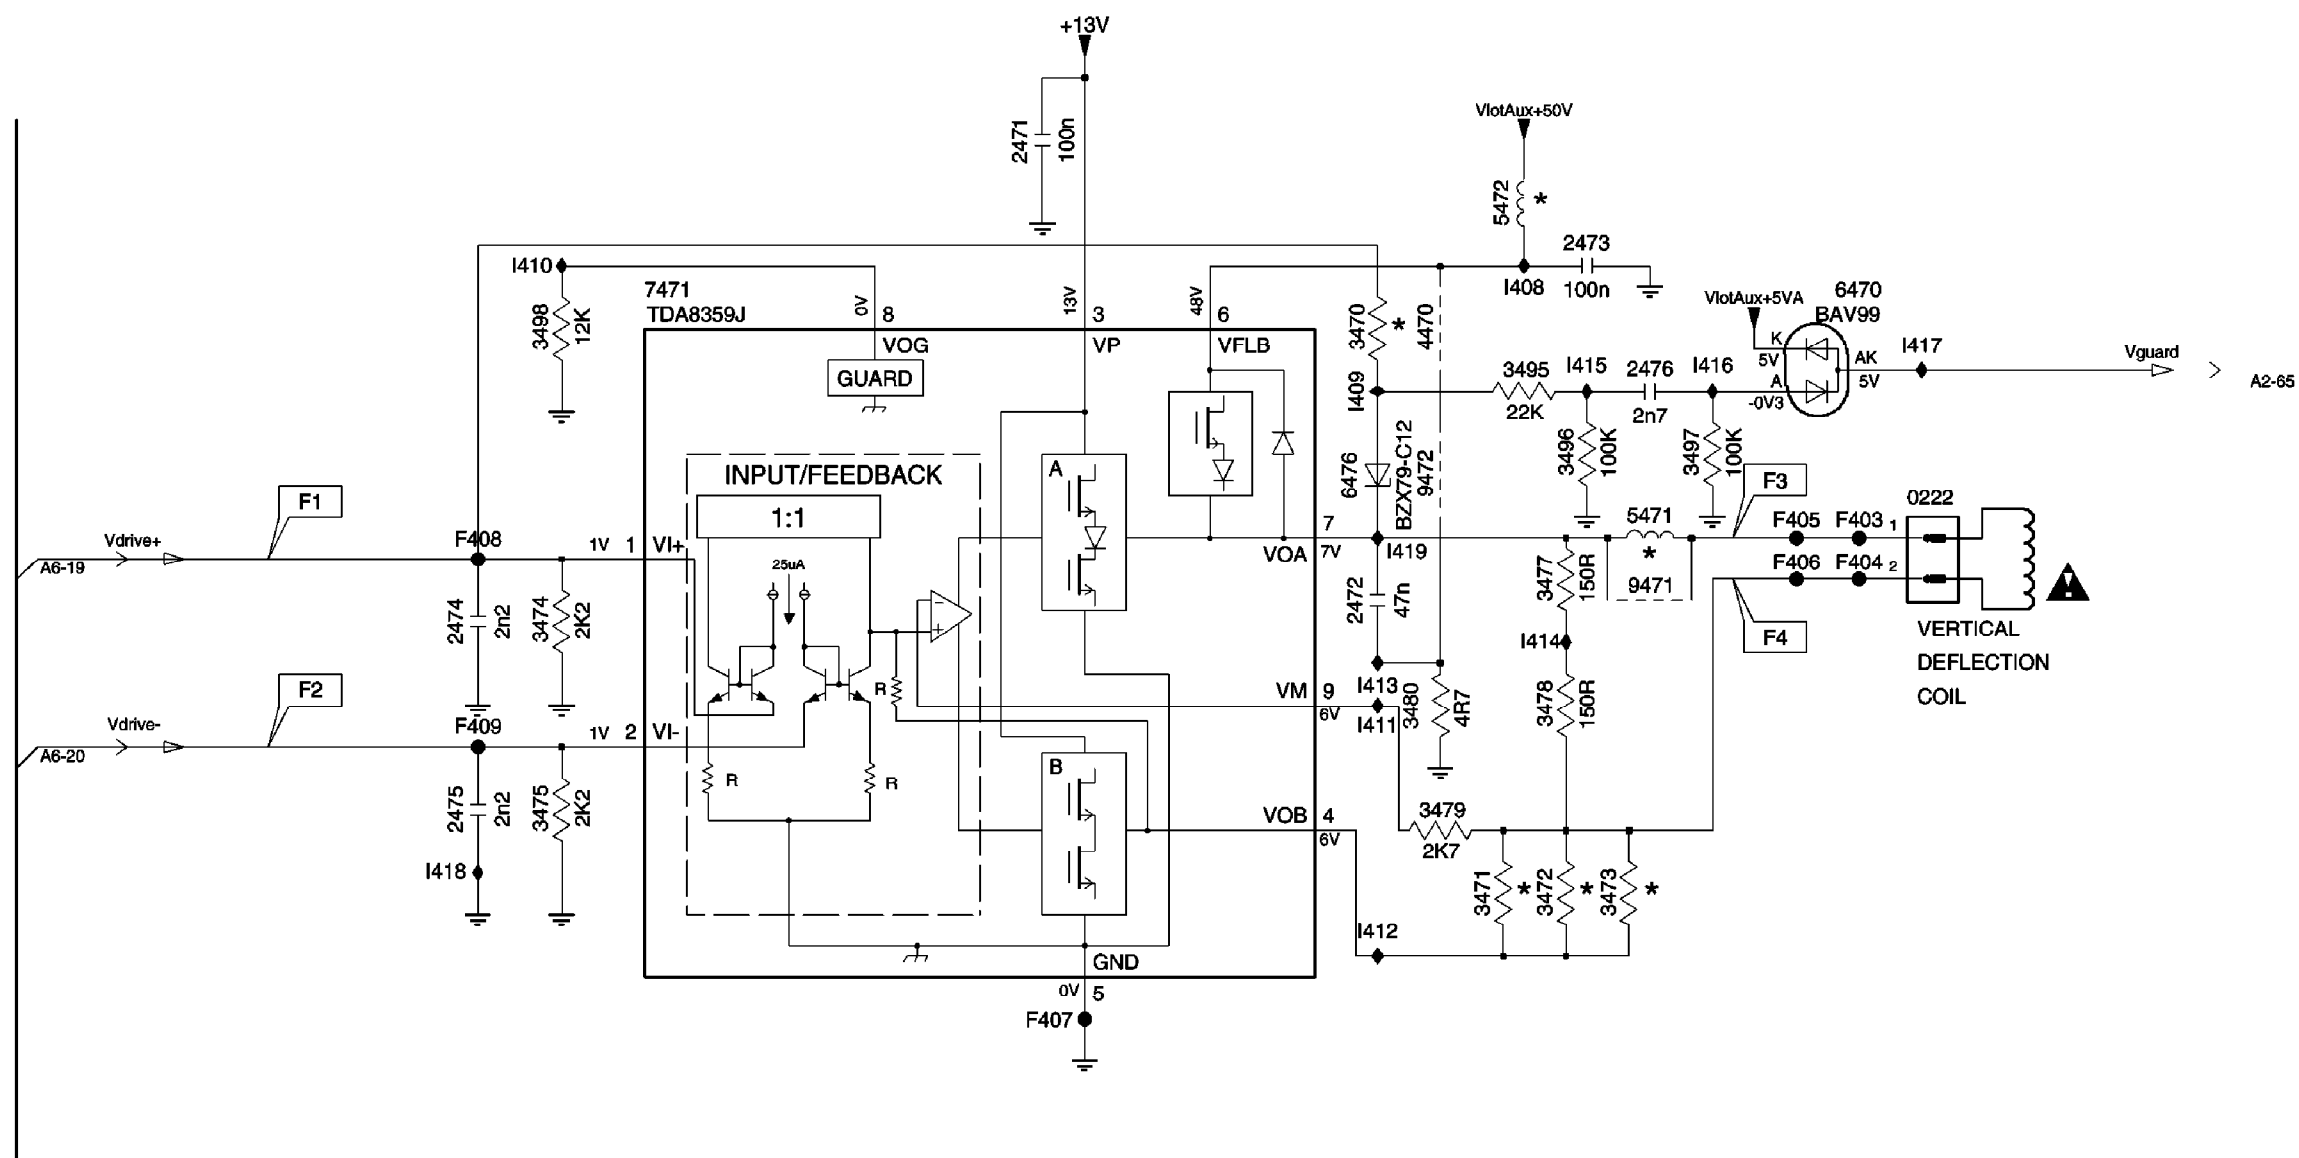 +13V
2471
100n
VlotAux+50V
5472
*
2473
100n
I408
I410
3498
12K
7471
TDA8359J
0V
8
VOG
GUARD
13V
3
VP
48V
6
VFLB
3470
*
4470
I409
VlotAux+5VA
6470
BAV99
K
5V
A
-0V3
AK
5V
I417
Vguard
A2-65
3495
22K
I415
2476
2n7
I416
3496
100K
3497
100K
6476
BZX79-C12
9472
INPUT/FEEDBACK
1:1
25uA
A
F1
Vdrive+
A6-19
F408
1V
1
VI+
2474
2n2
3474
2K2
7
VOA
7V
I419
2472
47n
3477
150R
5471
*
9471
F3
F405
F403
1
F406
F404
2
0222
F4
VERTICAL
DEFLECTION
COIL
I414
3478
150R
I413
3480
4R7
R
VM
9
6V
I411
F2
Vdrive-
A6-20
F409
1V
2
VI-
2475
2n2
3475
2K2
I418
R
R
B
VOB
4
6V
3479
2K7
3471
*
3472
*
3473
*
I412
GND
0V
5
F407